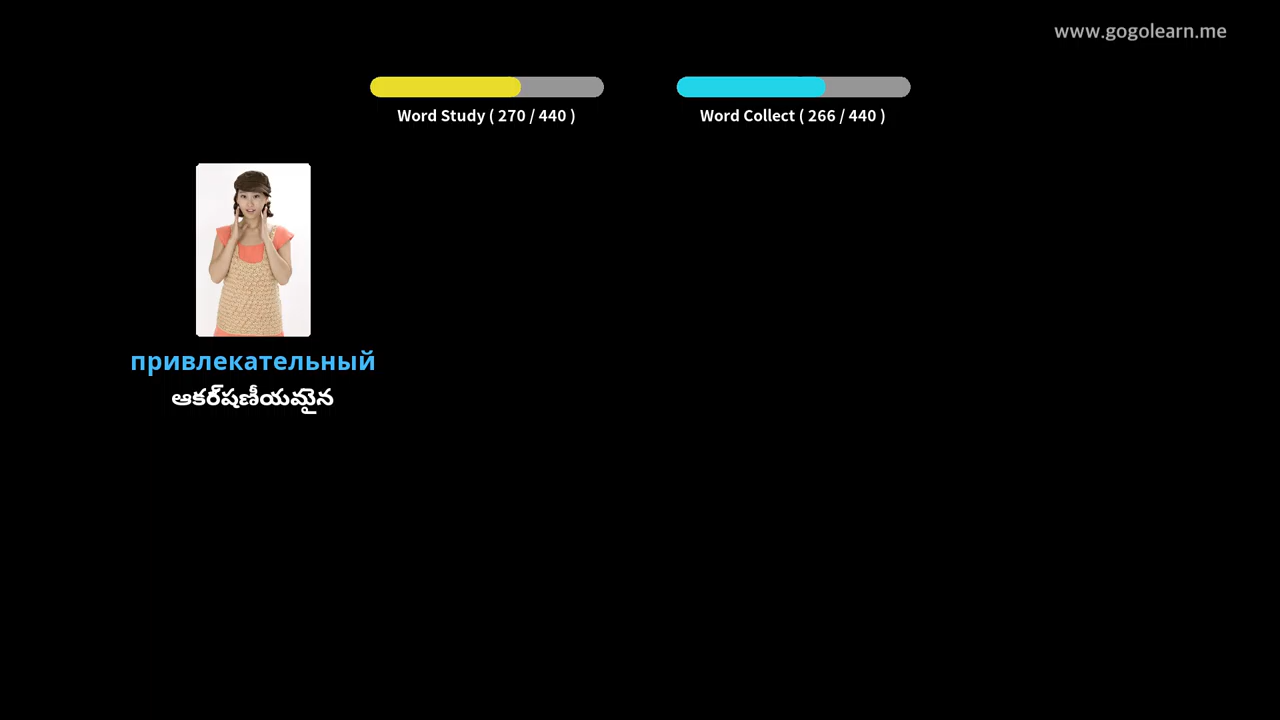 www.gogolearn.me
Word Study ( 270 / 440 )
Word Collect ( 266 / 440 )
привлекательный
ఆకర్షణీయమైన